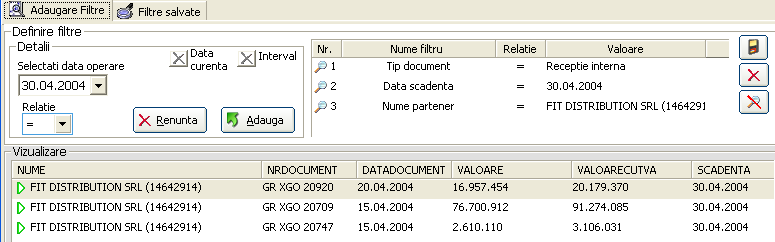 Adaugare Filtre
Filtre salvate
Definire filtre
Detalii
Data curenta
Interval
Selectati data operare
30.04.2004
Relatie
=
Renunta
Adauga
Nr. Nume filtru Relatie Valoare
1 Tip document = Receptie interna
2 Data scadenta = 30.04.2004
3 Nume partener = FIT DISTRIBUTION SRL (1464291
Vizualizare
NUME NRDOCUMENT DATADOCUMENT VALOARE VALOARECUTVA SCADENTA
FIT DISTRIBUTION SRL (14642914) GR XGO 20920 20.04.2004 16.957.454 20.179.370 30.04.2004
FIT DISTRIBUTION SRL (14642914) GR XGO 20709 15.04.2004 76.700.912 91.274.085 30.04.2004
FIT DISTRIBUTION SRL (14642914) GR XGO 20747 15.04.2004 2.610.110 3.106.031 30.04.2004